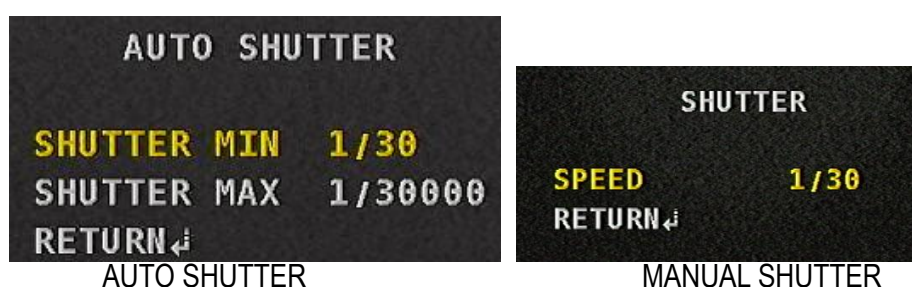 AUTO SHUTTER
SHUTTER MIN 1/30
SHUTTER MAX 1/30000
RETURN↲
SHUTTER
SPEED 1/30
RETURN↲
AUTO SHUTTER
MANUAL SHUTTER